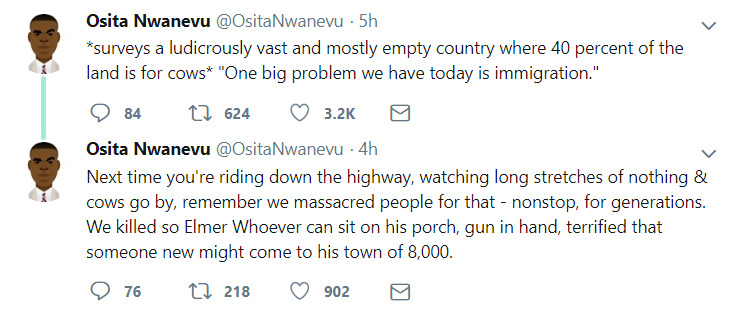 Osita Nwanevu @OsitaNwanevu · 5h
*surveys a ludicrously vast and mostly empty country where 40 percent of the
land is for cows* "One big problem we have today is immigration."
84 624 3.2K
Osita Nwanevu @OsitaNwanevu · 4h
Next time you're riding down the highway, watching long stretches of nothing &
cows go by, remember we massacred people for that - nonstop, for generations.
We killed so Elmer Whoever can sit on his porch, gun in hand, terrified that
someone new might come to his town of 8,000.
76 218 902